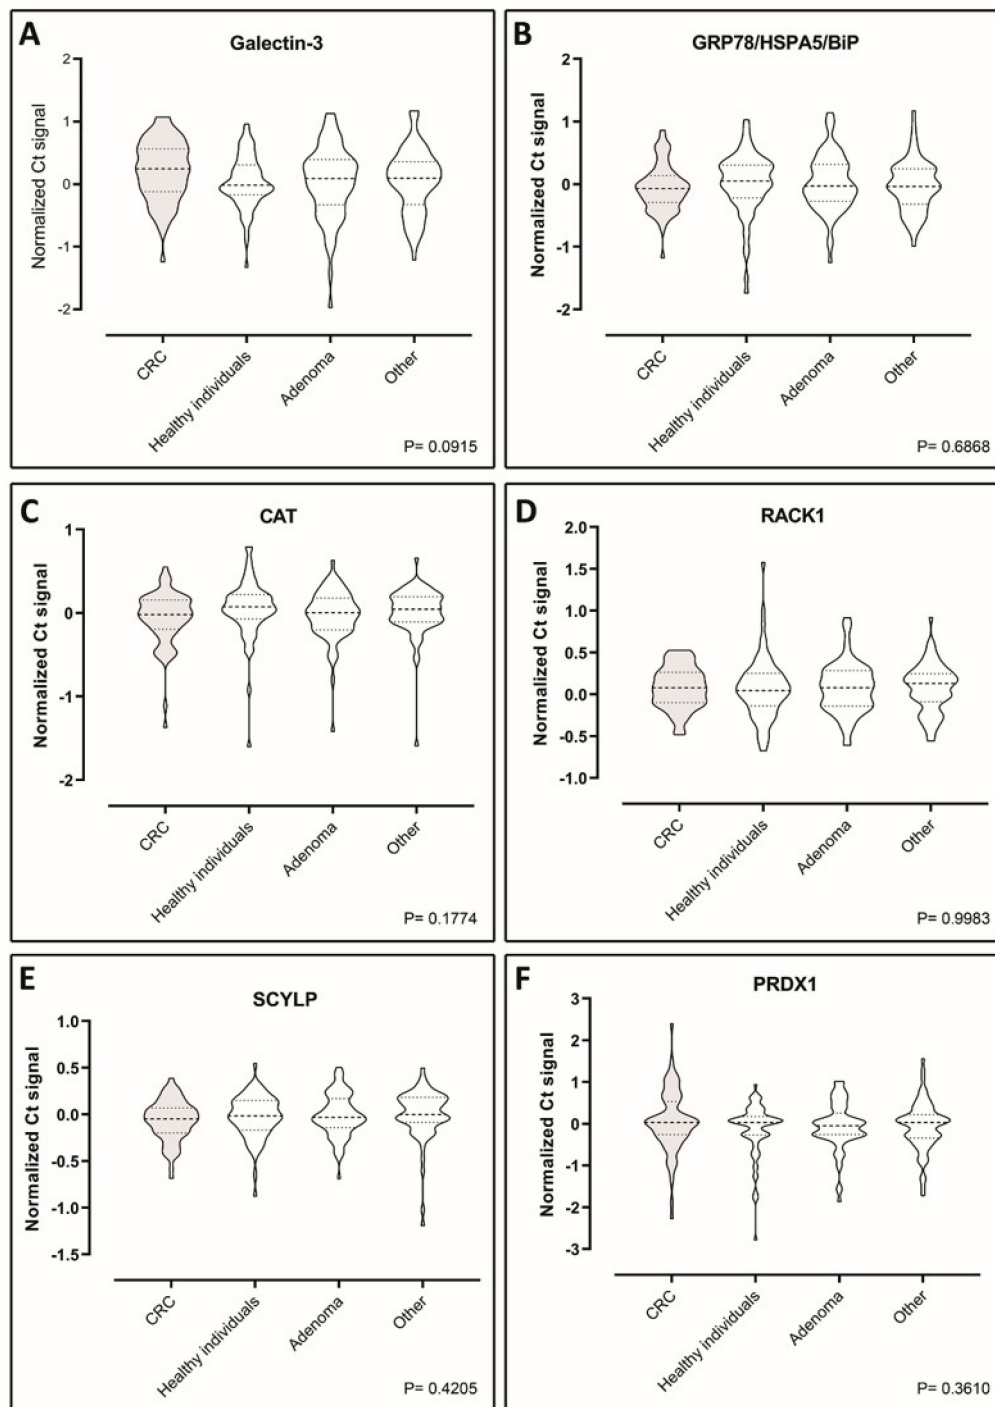 A
Galectin-3
Normalized Ct signal
2
1
0
-1
-2
CRC
Healthy individuals
Adenoma
Other
P= 0.0915
B
GRP78/HSPA5/BiP
Normalized Ct signal
2
1
0
-1
-2
CRC
Healthy individuals
Adenoma
Other
P= 0.6868
C
CAT
Normalized Ct signal
1
0
-1
-2
CRC
Healthy individuals
Adenoma
Other
P= 0.1774
D
RACK1
Normalized Ct signal
2.0
1.5
1.0
0.5
0.0
-0.5
-1.0
CRC
Healthy individuals
Adenoma
Other
P= 0.9983
E
SCYLP
Normalized Ct signal
1.0
0.5
0.0
-0.5
-1.0
-1.5
CRC
Healthy individuals
Adenoma
Other
P= 0.4205
F
PRDX1
Normalized Ct signal
3
2
1
0
-1
-2
-3
CRC
Healthy individuals
Adenoma
Other
P= 0.3610